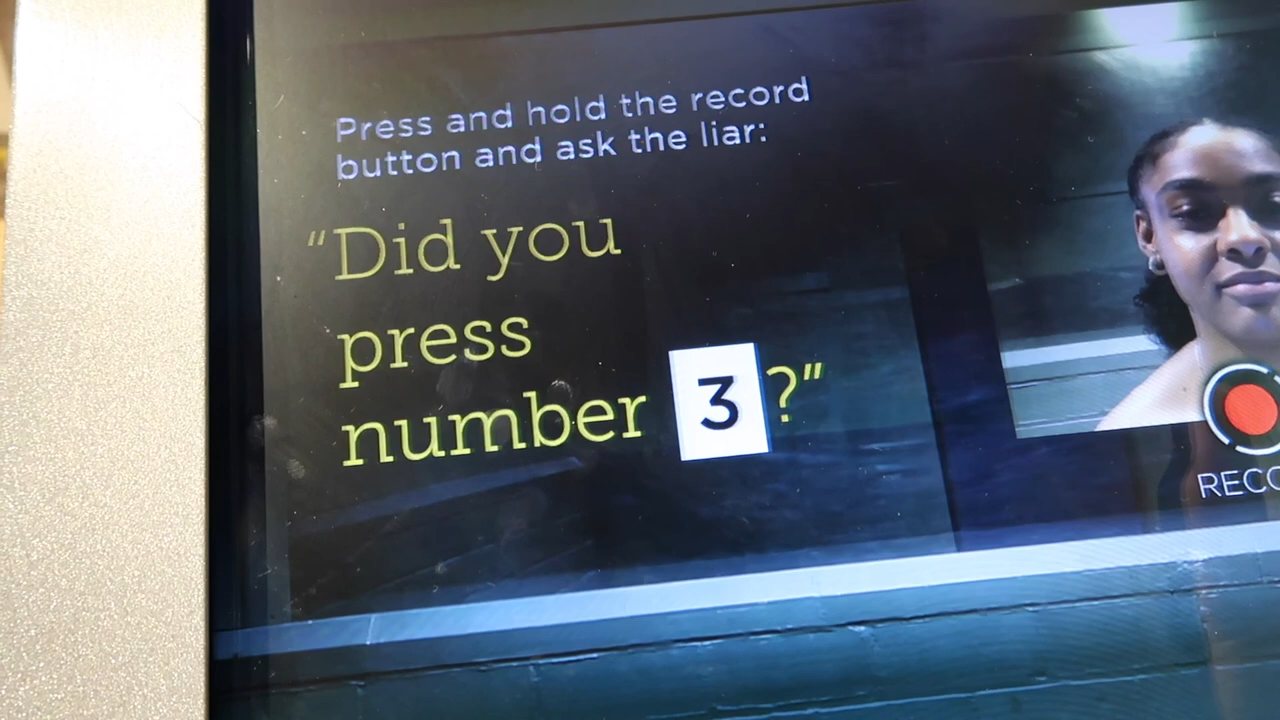 Press and hold the record
button and ask the liar:
“Did you
press
number 3?”